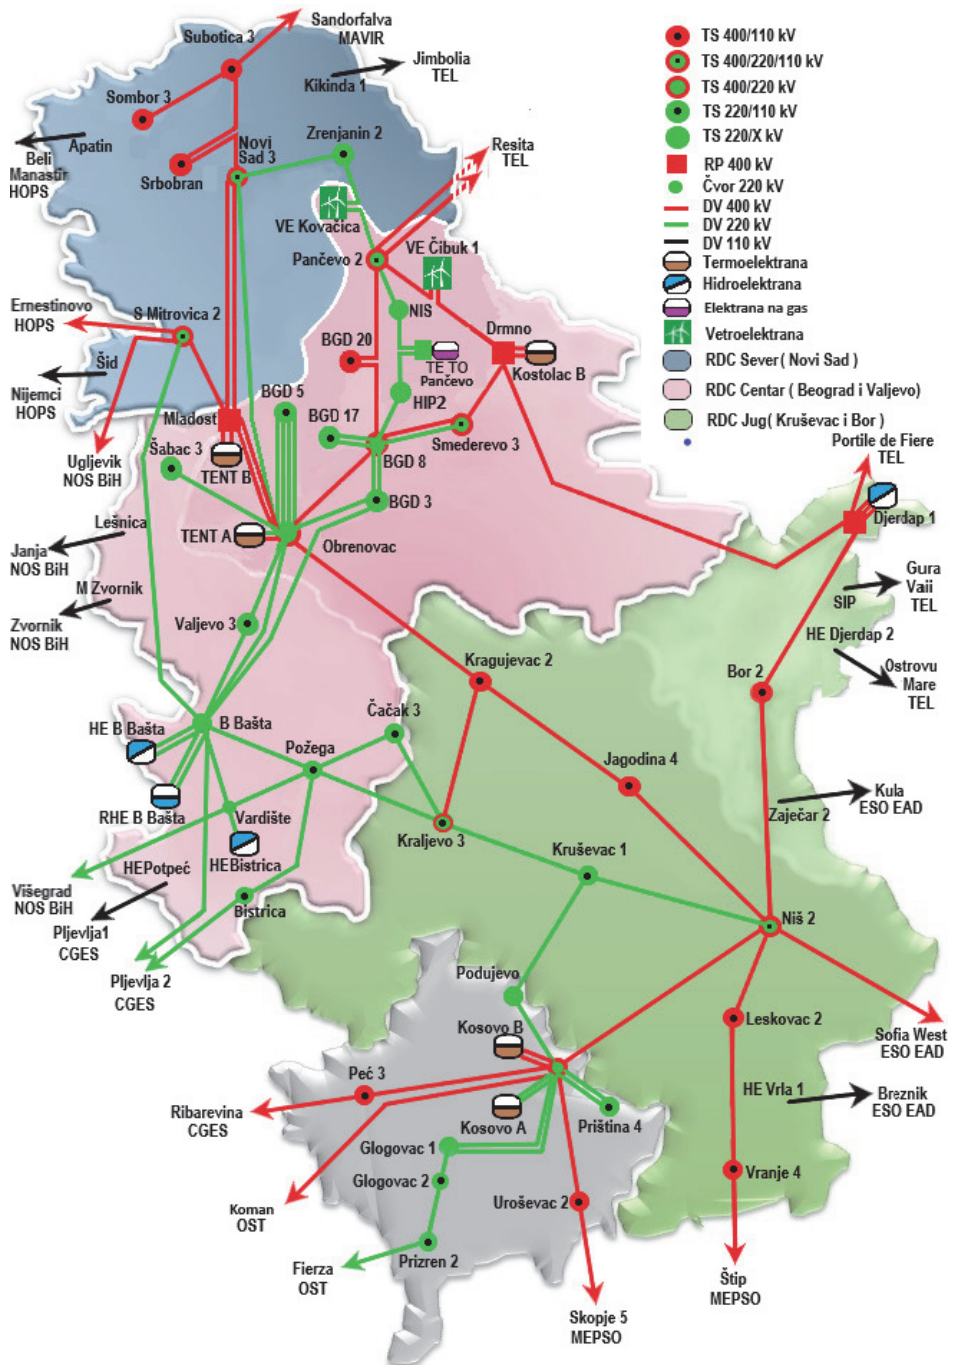 Sandorfalva
MAVIR
Subotica 3
Jimbolia
TEL
Kikinda 1
Sombor 3
Apatin
Beli
Manastir
HOPS
Novi
Sad 3
Zrenjanin 2
Srbobran
Resita
TEL
VE Kovačica
VE Čibuk 1
Pančevo 2
Ernestinovo
HOPS
S Mitrovica 2
NIS
Drmno
BGD 20
TE TO
Pančevo
Kostolac B
Šid
Nijemci
HOPS
BGD 5
HIP2
BGD 17
Mladost
Smederevo 3
Šabac 3
BGD 8
Ugljevik
NOS BiH
TENT B
BGD 3
Lešnica
TENT A
Obrenovac
Janja
NOS BiH
M Zvornik
Zvornik
NOS BiH
Valjevo 3
TS 400/110 kV
TS 400/220/110 kV
TS 400/220 kV
TS 220/110 kV
TS 220/X kV
RP 400 kV
Čvor 220 kV
DV 400 kV
DV 220 kV
DV 110 kV
Termoelektrana
Hidroelektrana
Elektrana na gas
Vetroelektrana
RDC Sever ( Novi Sad )
RDC Centar ( Beograd i Valjevo)
RDC Jug( Kruševac i Bor )
Portile de Fiere
TEL
Djerdap 1
Gura
Vaii
TEL
SIP
HE Djerdap 2
Ostrovu
Mare
TEL
Kragujevac 2
Bor 2
Čačak 3
B Bašta
HE B Bašta
Požega
Jagodina 4
Kula
ESO EAD
Zaječar 2
RHE B Bašta
Vardište
Kraljevo 3
Kruševac 1
HEPotpeć
HEBistrica
Višegrad
NOS BiH
Bistrica
Niš 2
Pljevlja1
CGES
Pljevlja 2
CGES
Podujevo
Leskovac 2
Sofia West
ESO EAD
Kosovo B
Peć 3
HE Vrla 1
Breznik
ESO EAD
Ribarevina
CGES
Kosovo A
Priština 4
Glogovac 1
Glogovac 2
Vranje 4
Koman
OST
Uroševac 2
Prizren 2
Fierza
OST
Štip
MEPSO
Skopje 5
MEPSO